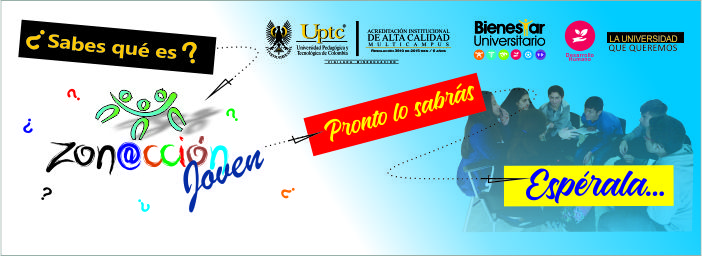 ¿Sabes qué es?
Uptc
Universidad Pedagógica y
Tecnológica de Colombia
ACREDITACIÓN INSTITUCIONAL
DE ALTA CALIDAD
MULTICAMPUS
Bienestar
Universitario
Desarrollo
Humano
LA UNIVERSIDAD
QUE QUEREMOS
zon@cción
Joven
Pronto lo sabrás
Espérala...